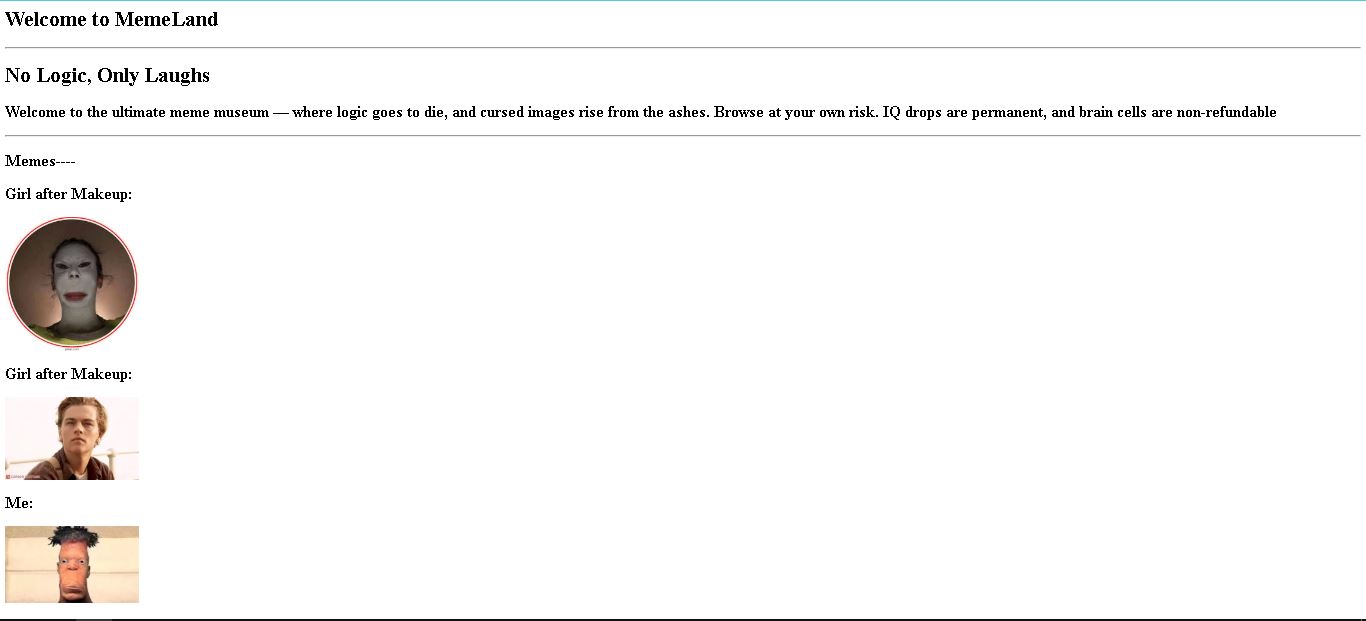 Welcome to MemeLand
No Logic, Only Laughs
Welcome to the ultimate meme museum — where logic goes to die, and cursed images rise from the ashes. Browse at your own risk. IQ drops are permanent, and brain cells are non-refundable
Memes----
Girl after Makeup:
Girl after Makeup:
Me: